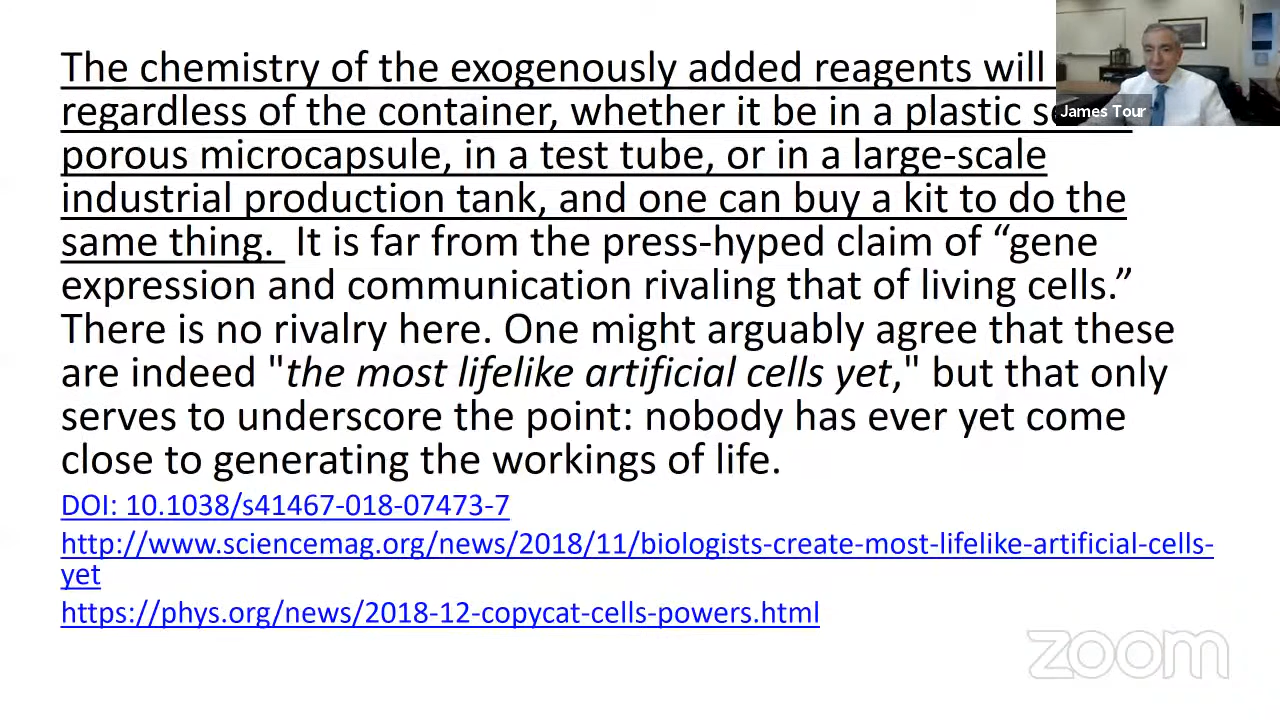 The chemistry of the exogenously added reagents will
regardless of the container, whether it be in a plastic
porous microcapsule, in a test tube, or in a large-scale
industrial production tank, and one can buy a kit to do the
same thing. It is far from the press-hyped claim of “gene
expression and communication rivaling that of living cells.”
There is no rivalry here. One might arguably agree that these
are indeed "the most lifelike artificial cells yet," but that only
serves to underscore the point: nobody has ever yet come
close to generating the workings of life.
DOI: 10.1038/s41467-018-07473-7
http://www.sciencemag.org/news/2018/11/biologists-create-most-lifelike-artificial-cells-
yet
https://phys.org/news/2018-12-copycat-cells-powers.html
James Tour
zoom